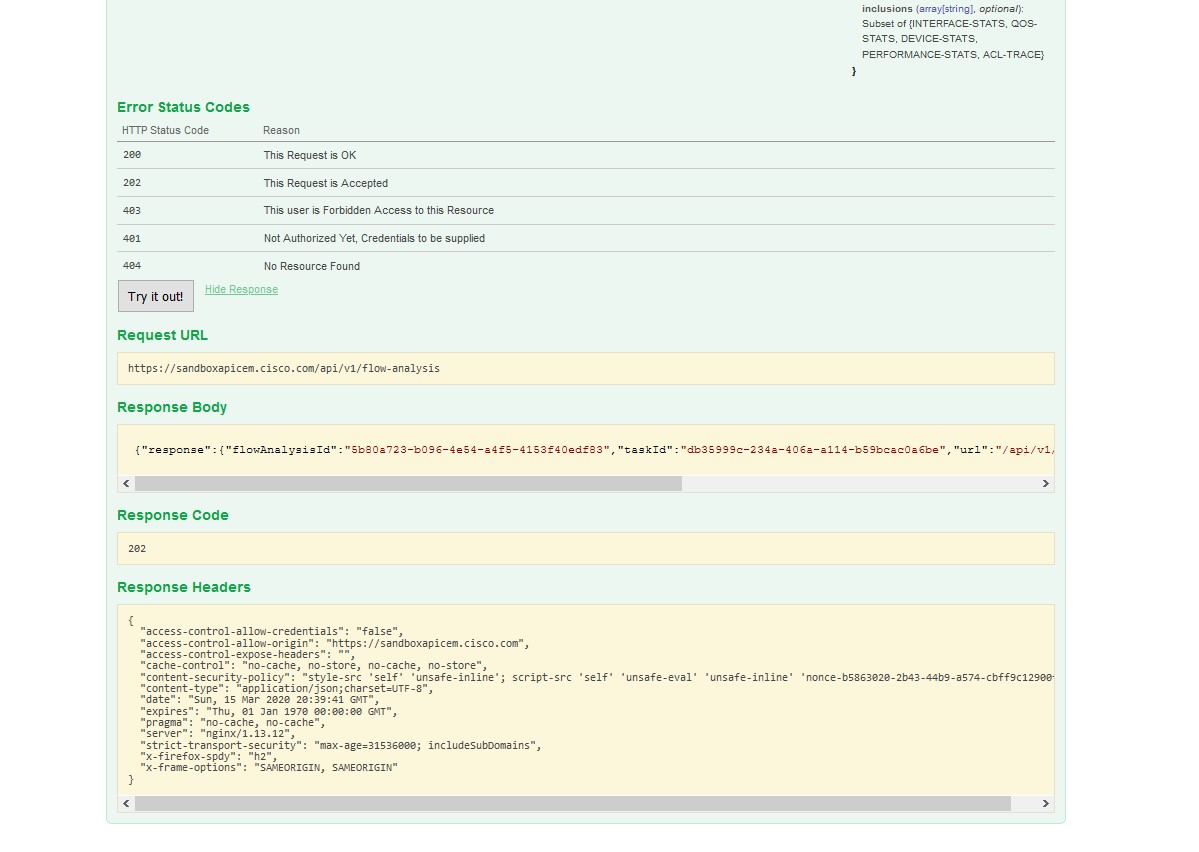 inclusions (array[string], optional):
Subset of {INTERFACE-STATS, QOS-
STATS, DEVICE-STATS,
PERFORMANCE-STATS, ACL-TRACE}
}
Error Status Codes
HTTP Status Code Reason
200 This Request is OK
202 This Request is Accepted
403 This user is Forbidden Access to this Resource
401 Not Authorized Yet, Credentials to be supplied
404 No Resource Found
Try it out! Hide Response
Request URL
https://sandboxapicem.cisco.com/api/v1/flow-analysis
Response Body
{"response":{"flowAnalysisId":"5b80a723-b096-4e54-a4f5-4153f40edf83","taskId":"db35999c-234a-406a-a114-b59bcac0a6be","url":"/api/v1/
Response Code
202
Response Headers
{
"access-control-allow-credentials": "false",
"access-control-allow-origin": "https://sandboxapicem.cisco.com",
"access-control-expose-headers": "",
"cache-control": "no-cache, no-store, no-cache, no-store",
"content-security-policy": "style-src 'self' 'unsafe-inline'; script-src 'self' 'unsafe-eval' 'unsafe-inline' 'nonce-b5863020-2b43-44b9-a574-cbff9c12900
"content-type": "application/json;charset=UTF-8",
"date": "Sun, 15 Mar 2020 20:39:41 GMT",
"expires": "Thu, 01 Jan 1970 00:00:00 GMT",
"pragma": "no-cache, no-cache",
"server": "nginx/1.13.12",
"strict-transport-security": "max-age=31536000; includeSubDomains",
"x-firefox-spdy": "h2",
"x-frame-options": "SAMEORIGIN, SAMEORIGIN"
}